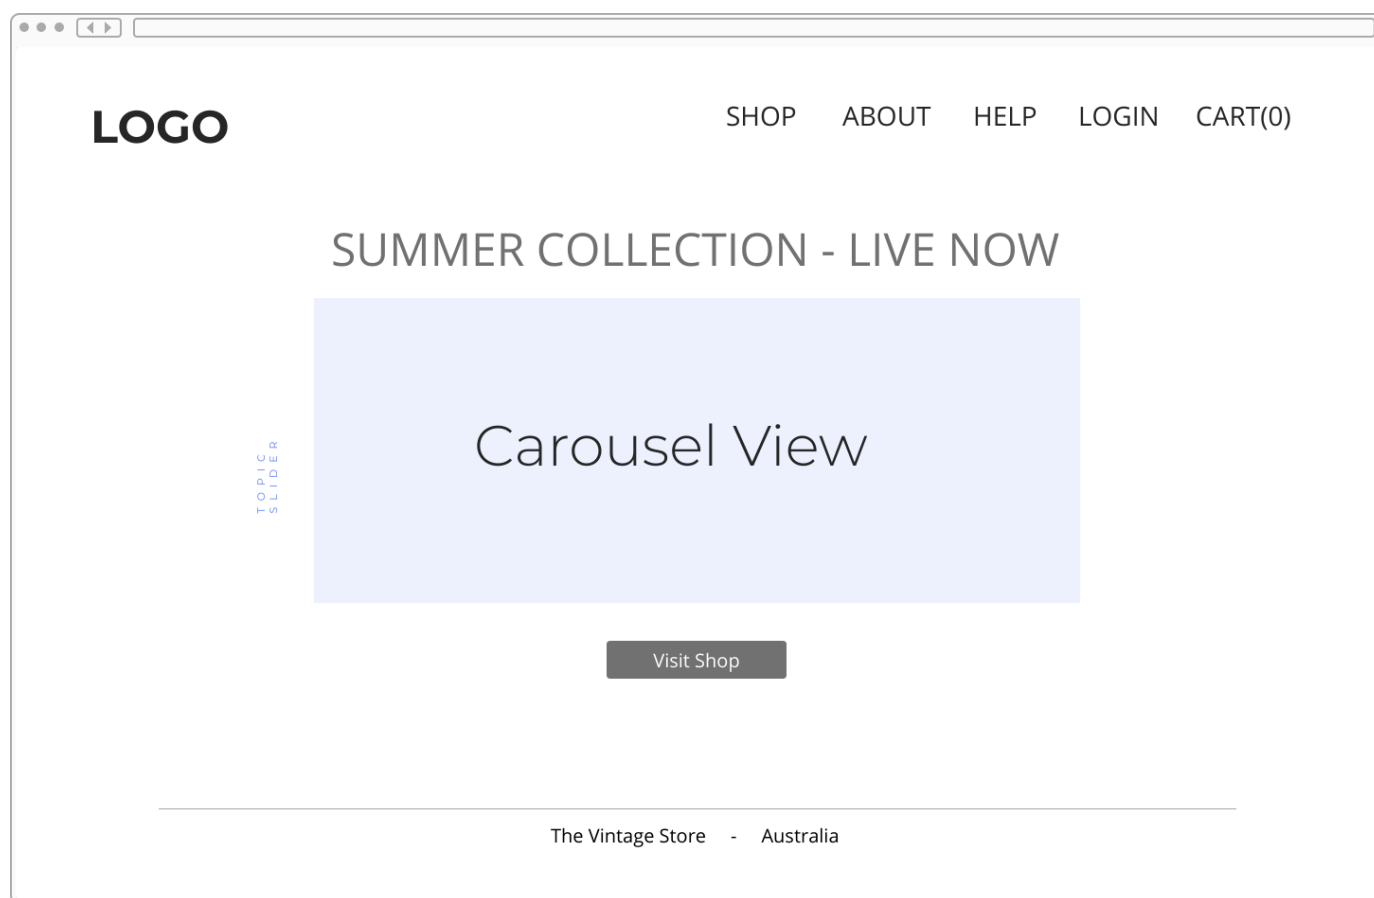 LOGO
SHOP ABOUT HELP LOGIN CART(0)
SUMMER COLLECTION - LIVE NOW
TOPIC
SLIDER
Carousel View
Visit Shop
The Vintage Store - Australia